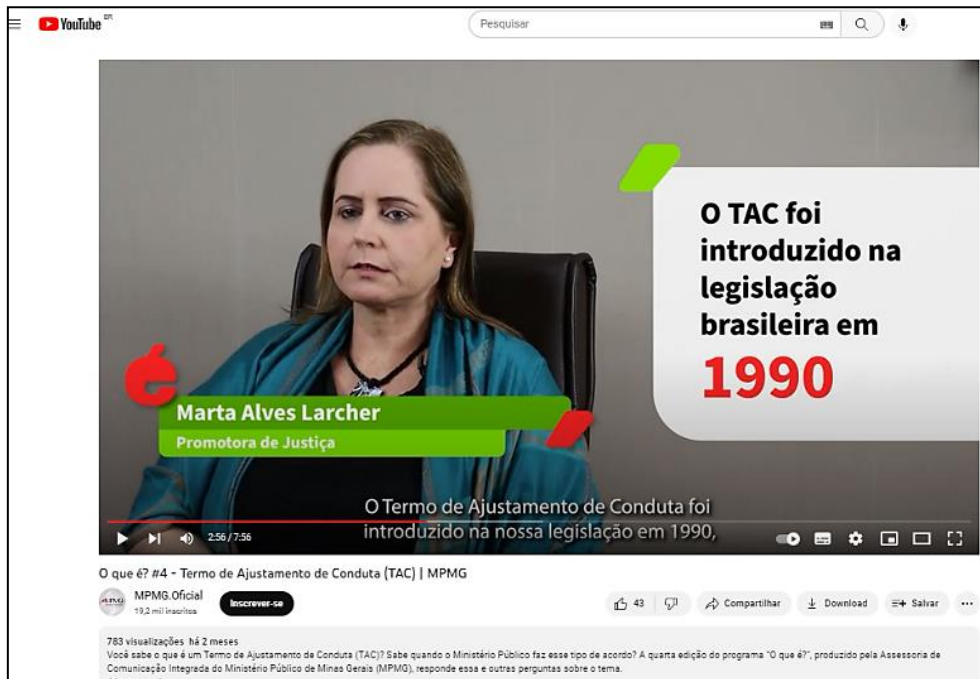 YouTube BR
Pesquisar
O TAC foi
introduzido na
legislação
brasileira em
1990
é
Marta Alves Larcher
Promotora de Justiça
O Termo de Ajustamento de Conduta foi
introduzido na nossa legislação em 1990,
2:56 / 7:56
O que é? #4 - Termo de Ajustamento de Conduta (TAC) | MPMG
MPMG
MPMG.Oficial
19,2 mil inscritos
Inscrever-se
43
Compartilhar
Download
Salvar
783 visualizações há 2 meses
Você sabe o que é um Termo de Ajustamento de Conduta (TAC)? Sabe quando o Ministério Público faz esse tipo de acordo? A quarta edição do programa "O que é?", produzido pela Assessoria de
Comunicação Integrada do Ministério Público de Minas Gerais (MPMG), responde essa e outras perguntas sobre o tema.